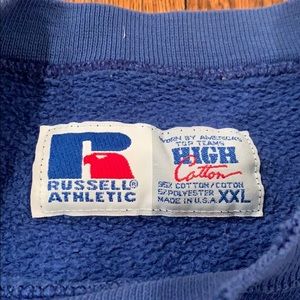 RUSSELL®
ATHLETIC
WORN BY AMERICA'S
TOP TEAMS
HIGH
Cotton
95% COTTON/COTON
5% POLYESTER
MADE IN U.S.A. XXL